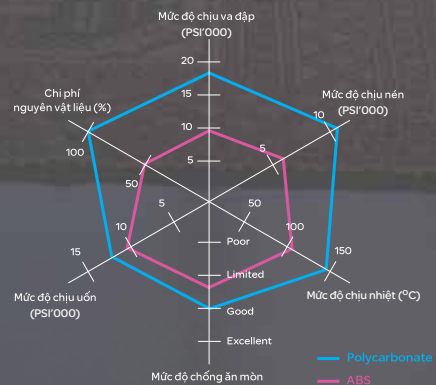 Mức độ chịu va đập
(PSI'000)
20
15
10
5
Chi phí
nguyên vật liệu (%)
100
50
Mức độ chịu nén
(PSI'000)
10
5
5
10
15
Mức độ chịu uốn
(PSI'000)
50
100
150
Mức độ chịu nhiệt (°C)
Poor
Limited
Good
Excellent
Mức độ chống ăn mòn
Polycarbonate
ABS